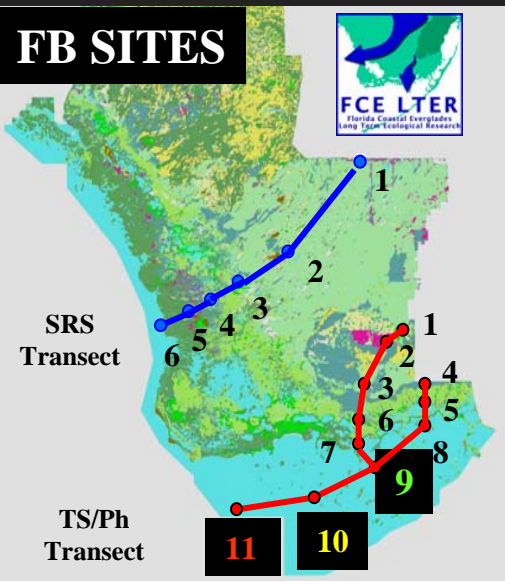 FB SITES
FCE LTER
Florida Coastal Everglades
Long Term Ecological Research
1
2
3
4
5
6
SRS
Transect
1
2
3
4
5
6
7
8
9
10
11
TS/Ph
Transect